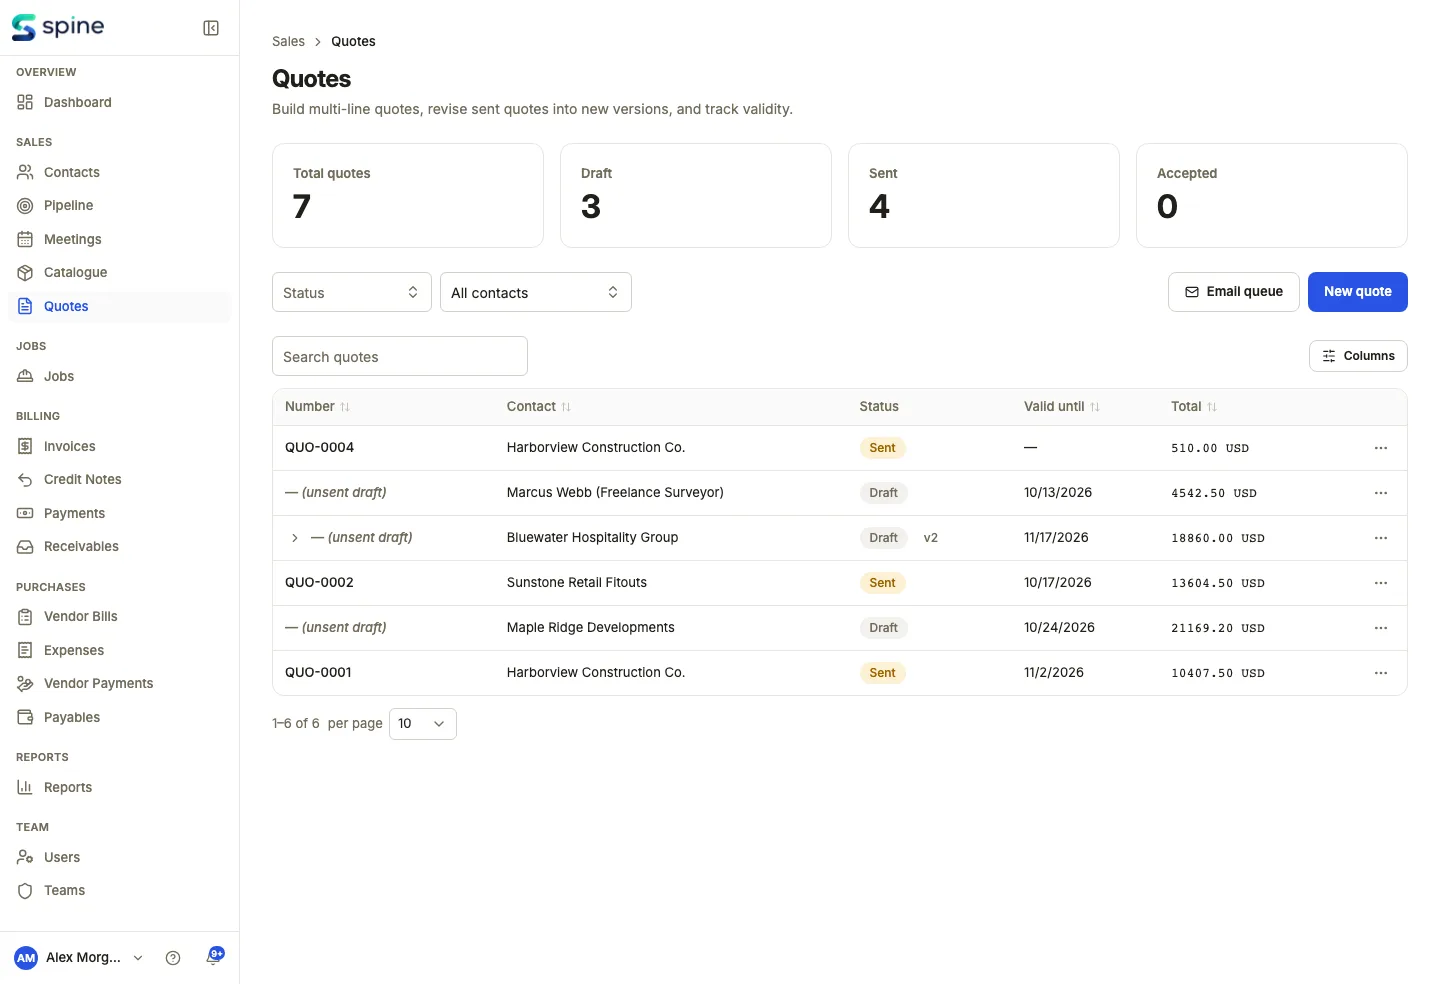 spine
OVERVIEW
Dashboard
SALES
Contacts
Pipeline
Meetings
Catalogue
Quotes
JOBS
Jobs
BILLING
Invoices
Credit Notes
Payments
Receivables
PURCHASES
Vendor Bills
Expenses
Vendor Payments
Payables
REPORTS
Reports
TEAM
Users
Teams
AM Alex Morg... 9+
Sales > Quotes
Quotes
Build multi-line quotes, revise sent quotes into new versions, and track validity.
Total quotes
7
Draft
3
Sent
4
Accepted
0
Status All contacts Email queue New quote
Search quotes Columns
Number Contact Status Valid until Total
QUO-0004 Harborview Construction Co. Sent — 510.00 USD
— (unsent draft) Marcus Webb (Freelance Surveyor) Draft 10/13/2026 4542.50 USD
— (unsent draft) Bluewater Hospitality Group Draft v2 11/17/2026 18860.00 USD
QUO-0002 Sunstone Retail Fitouts Sent 10/17/2026 13604.50 USD
— (unsent draft) Maple Ridge Developments Draft 10/24/2026 21169.20 USD
QUO-0001 Harborview Construction Co. Sent 11/2/2026 10407.50 USD
1–6 of 6 per page 10